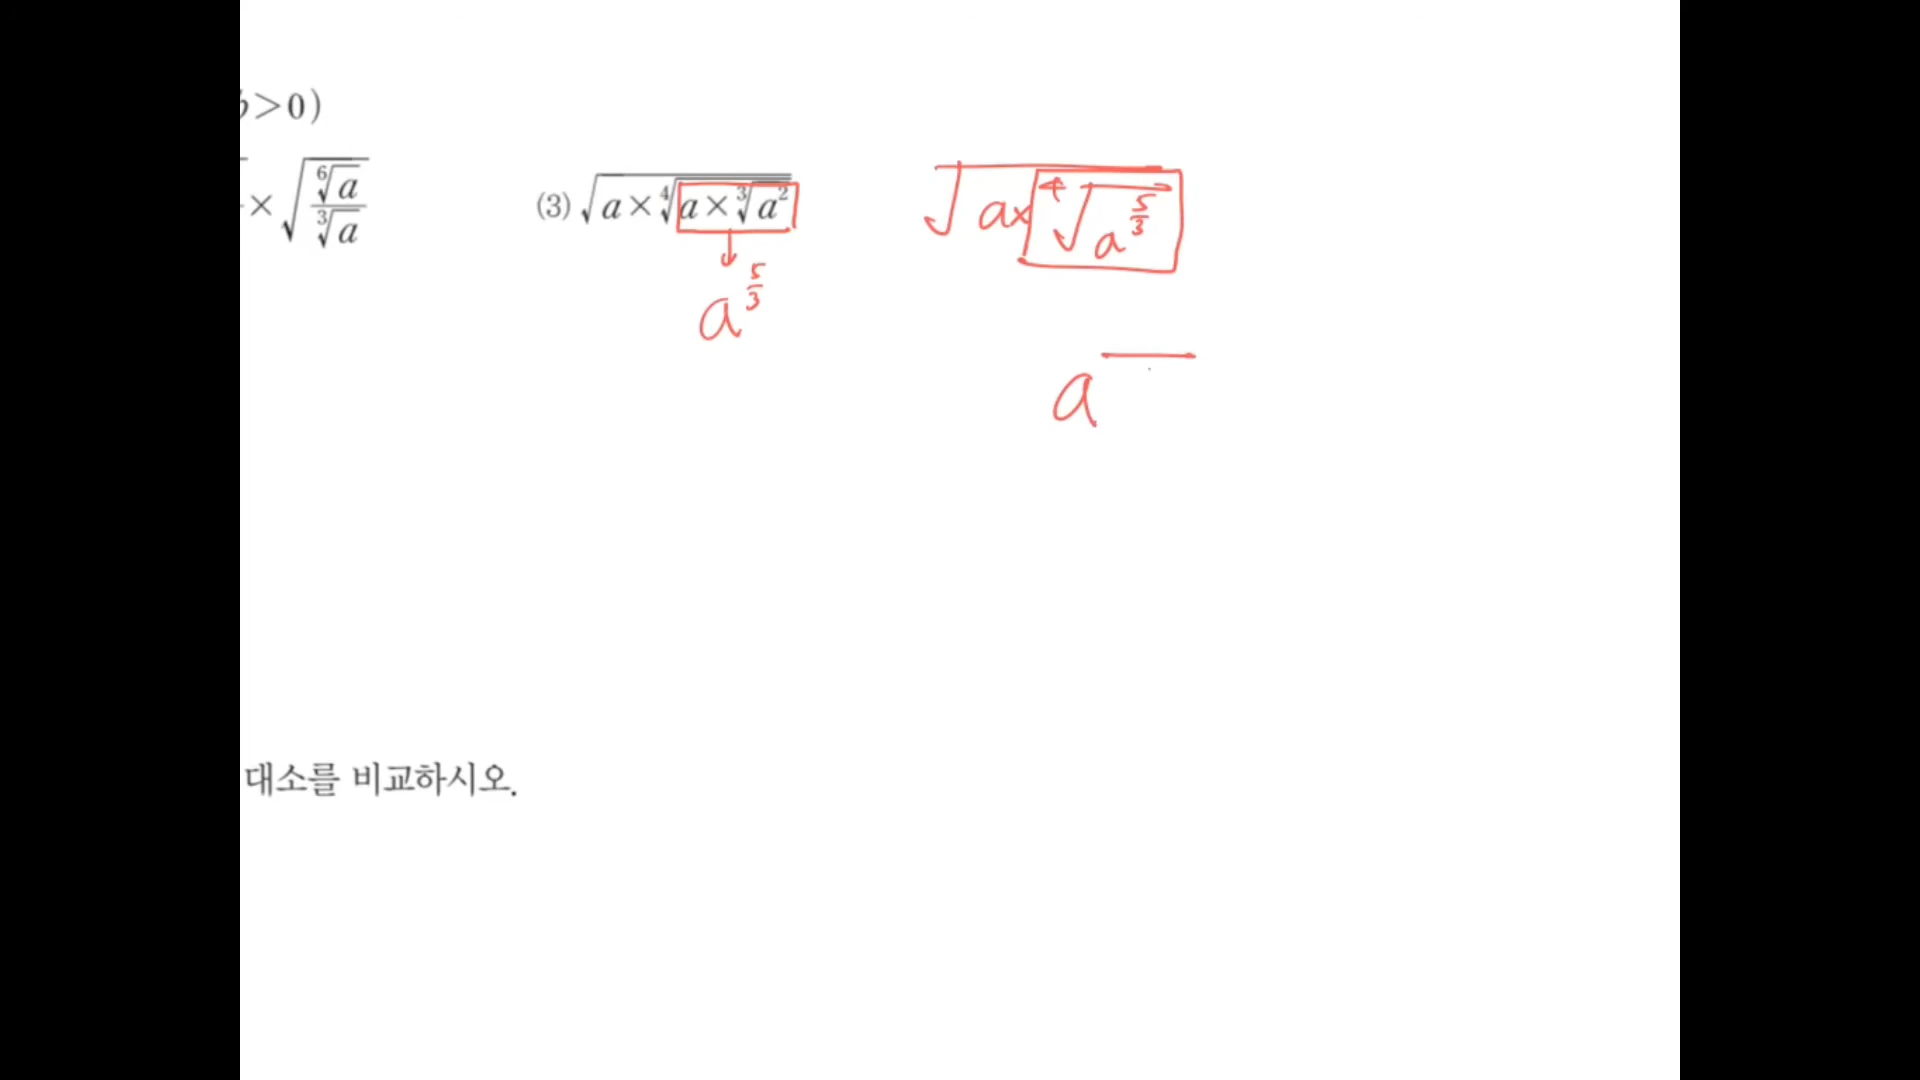 >0)
× √(⁶√a / ³√a)
(3) √(a×⁴√(a×³√(a²)))
√(a×⁴√(a^(5/3)))
a^(5/3)
a
대소를 비교하시오.